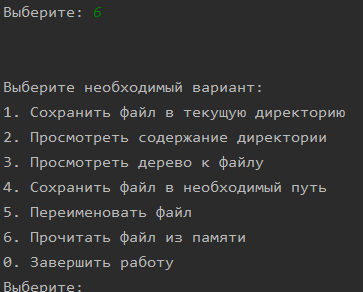 Выберите: 6
Выберите необходимый вариант:
1. Сохранить файл в текущую директорию
2. Просмотреть содержание директории
3. Просмотреть дерево к файлу
4. Сохранить файл в необходимый путь
5. Переименовать файл
6. Прочитать файл из памяти
0. Завершить работу
Выберите: